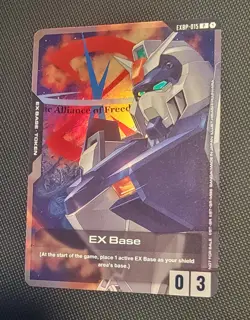 EXBP-015 P
EX BASE · TOKEN
he Alliance of Freed
EX Base
(At the start of the game, place 1 active EX Base as your shield
area's base.)
0 3